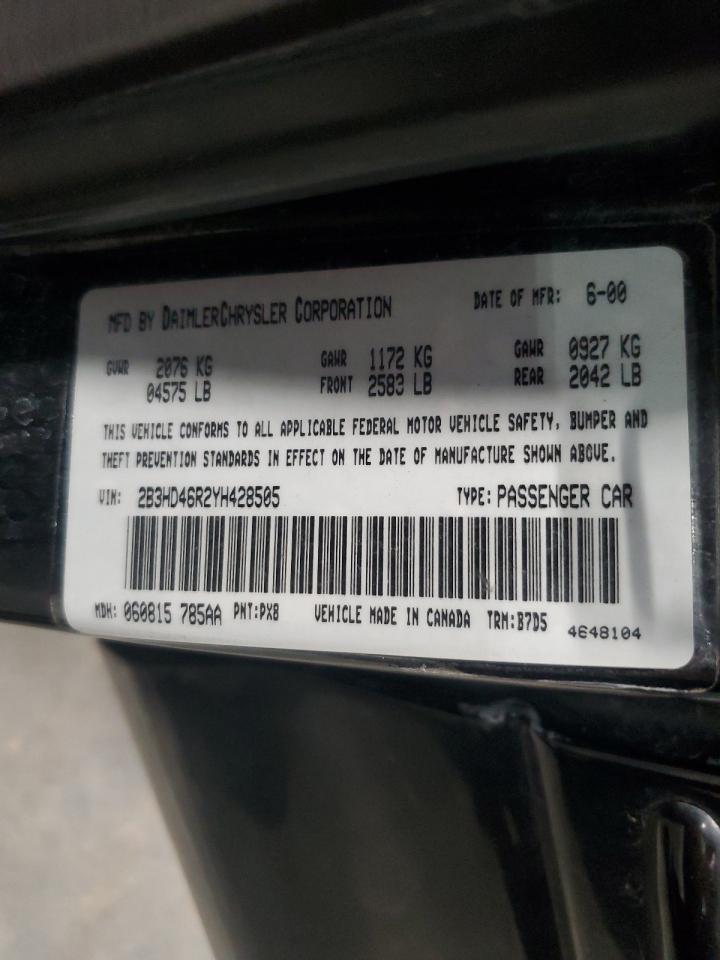 MFD BY DAIMLERCHRYSLER CORPORATION DATE OF MFR: 6-00
GVWR 2076 KG GAWR 1172 KG GAWR 0927 KG
04575 LB FRONT 2583 LB REAR 2042 LB
THIS VEHICLE CONFORMS TO ALL APPLICABLE FEDERAL MOTOR VEHICLE SAFETY, BUMPER AND
THEFT PREVENTION STANDARDS IN EFFECT ON THE DATE OF MANUFACTURE SHOWN ABOVE.
VIN: 2B3HD46R2YH428505 TYPE: PASSENGER CAR
MDH: 060815 785AA PNT:PX8 VEHICLE MADE IN CANADA TRM:B7D5
4648104